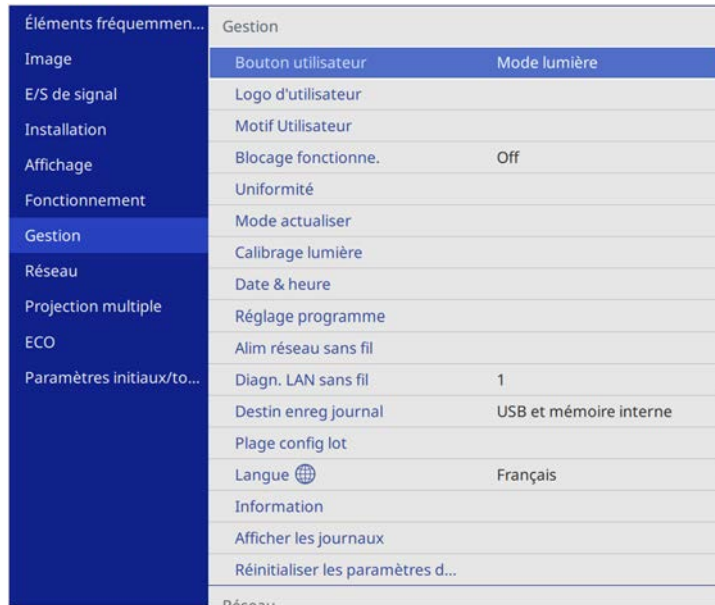 Éléments fréquemmen...
Image
E/S de signal
Installation
Affichage
Fonctionnement
Gestion
Réseau
Projection multiple
ECO
Paramètres initiaux/to...
Gestion
Bouton utilisateur Mode lumière
Logo d'utilisateur
Motif Utilisateur
Blocage fonctionne. Off
Uniformité
Mode actualiser
Calibrage lumière
Date & heure
Réglage programme
Alim réseau sans fil
Diagn. LAN sans fil 1
Destin enreg journal USB et mémoire interne
Plage config lot
Langue Français
Information
Afficher les journaux
Réinitialiser les paramètres d...
Réseau